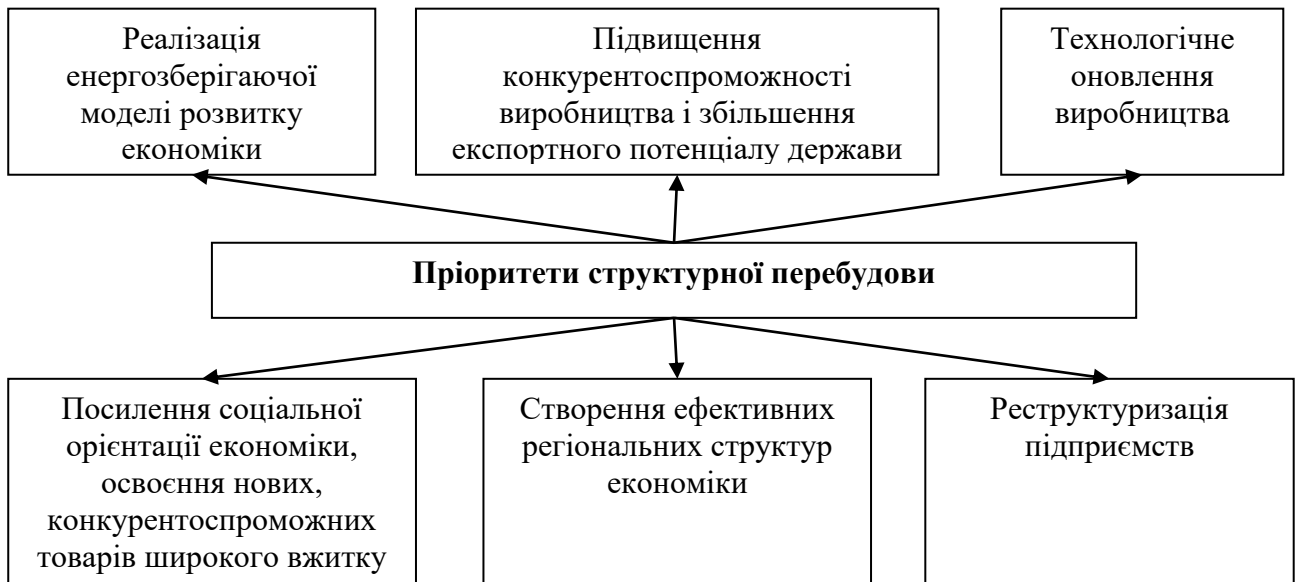 Реалізація
енергозберігаючої
моделі розвитку
економіки
Підвищення
конкурентоспроможності
виробництва і збільшення
експортного потенціалу держави
Технологічне
оновлення
виробництва
Пріоритети структурної перебудови
Посилення соціальної
орієнтації економіки,
освоєння нових,
конкурентоспроможних
товарів широкого вжитку
Створення ефективних
регіональних структур
економіки
Реструктуризація
підприємств